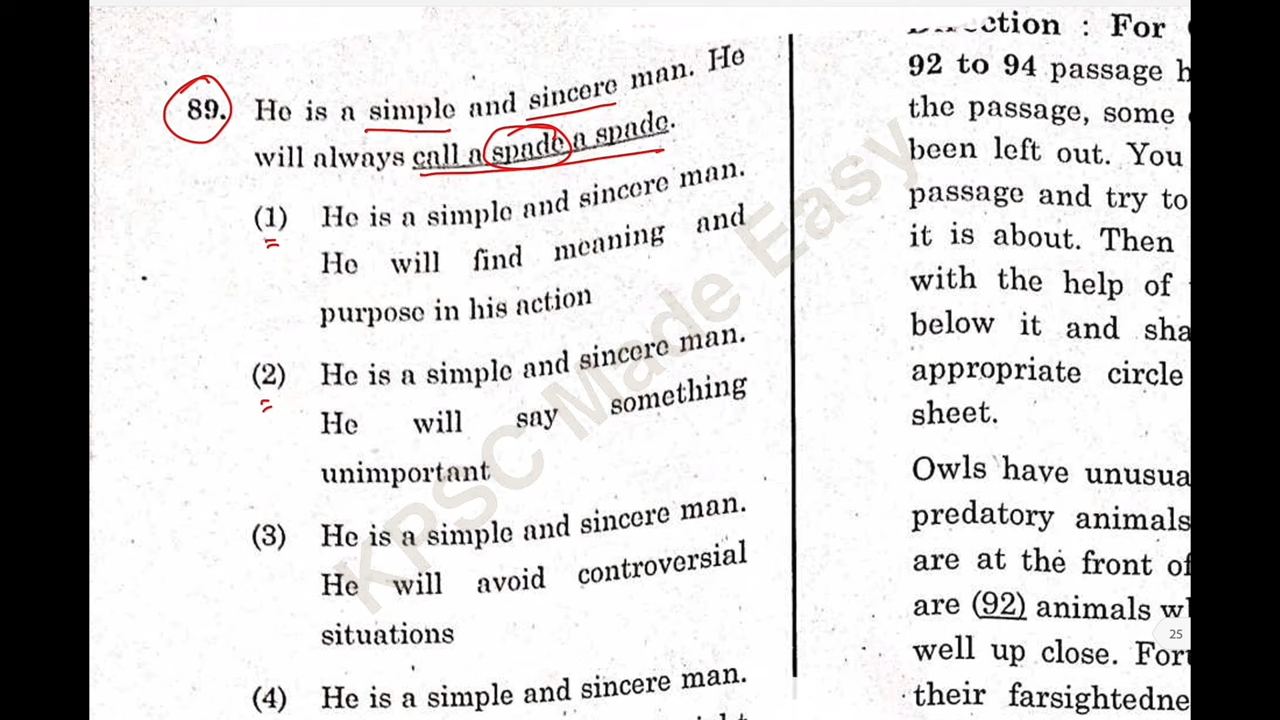 89. He is a simple and sincere man. He
will always call a spade a spade.
(1) He is a simple and sincere man.
He will find meaning and
purpose in his action
(2) He is a simple and sincere man.
He will say something
unimportant
(3) He is a simple and sincere man.
He will avoid controversial
situations
(4) He is a simple and sincere man.
: For
92 to 94 passage
the passage, some
been left out. You
passage and try to
it is about. Then
with the help of
below it and
appropriate circle
sheet.
Owls have
predatory animals
are at the front of
are (92) animals
well up close.
their
KPSC Made Easy
25